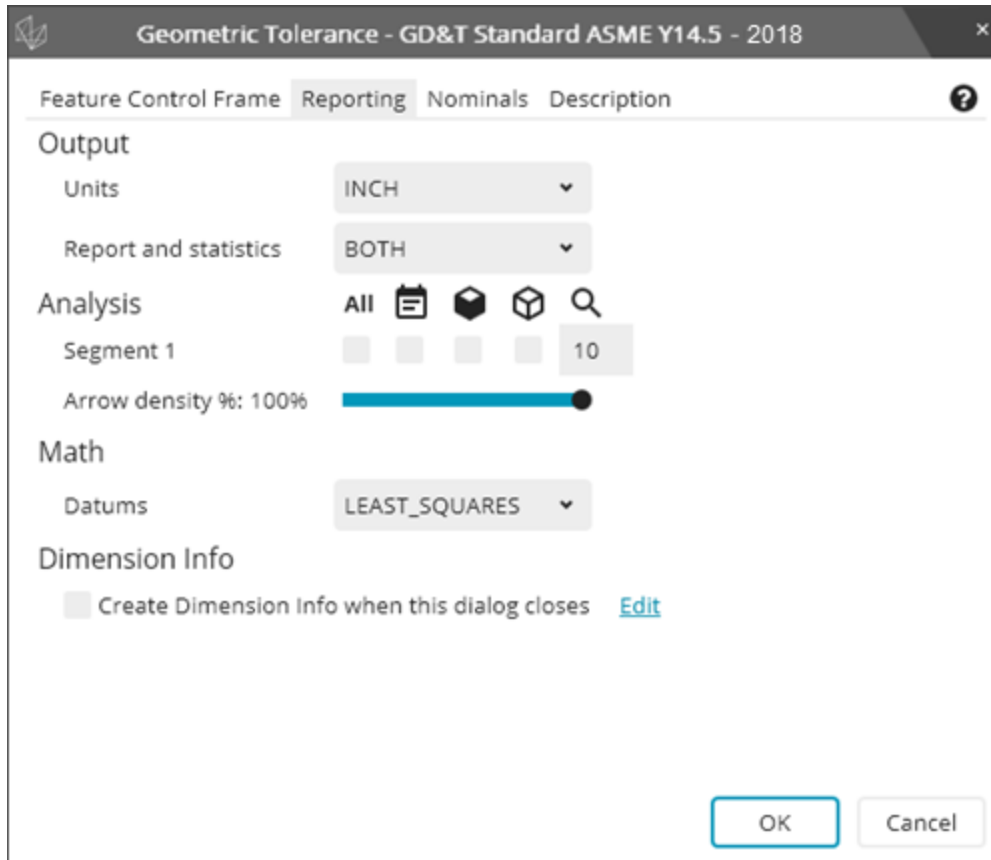 Geometric Tolerance - GD&T Standard ASME Y14.5 - 2018
Feature Control Frame Reporting Nominals Description
Output
Units INCH
Report and statistics BOTH
Analysis All
Segment 1 10
Arrow density %: 100%
Math
Datums LEAST_SQUARES
Dimension Info
Create Dimension Info when this dialog closes Edit
OK Cancel